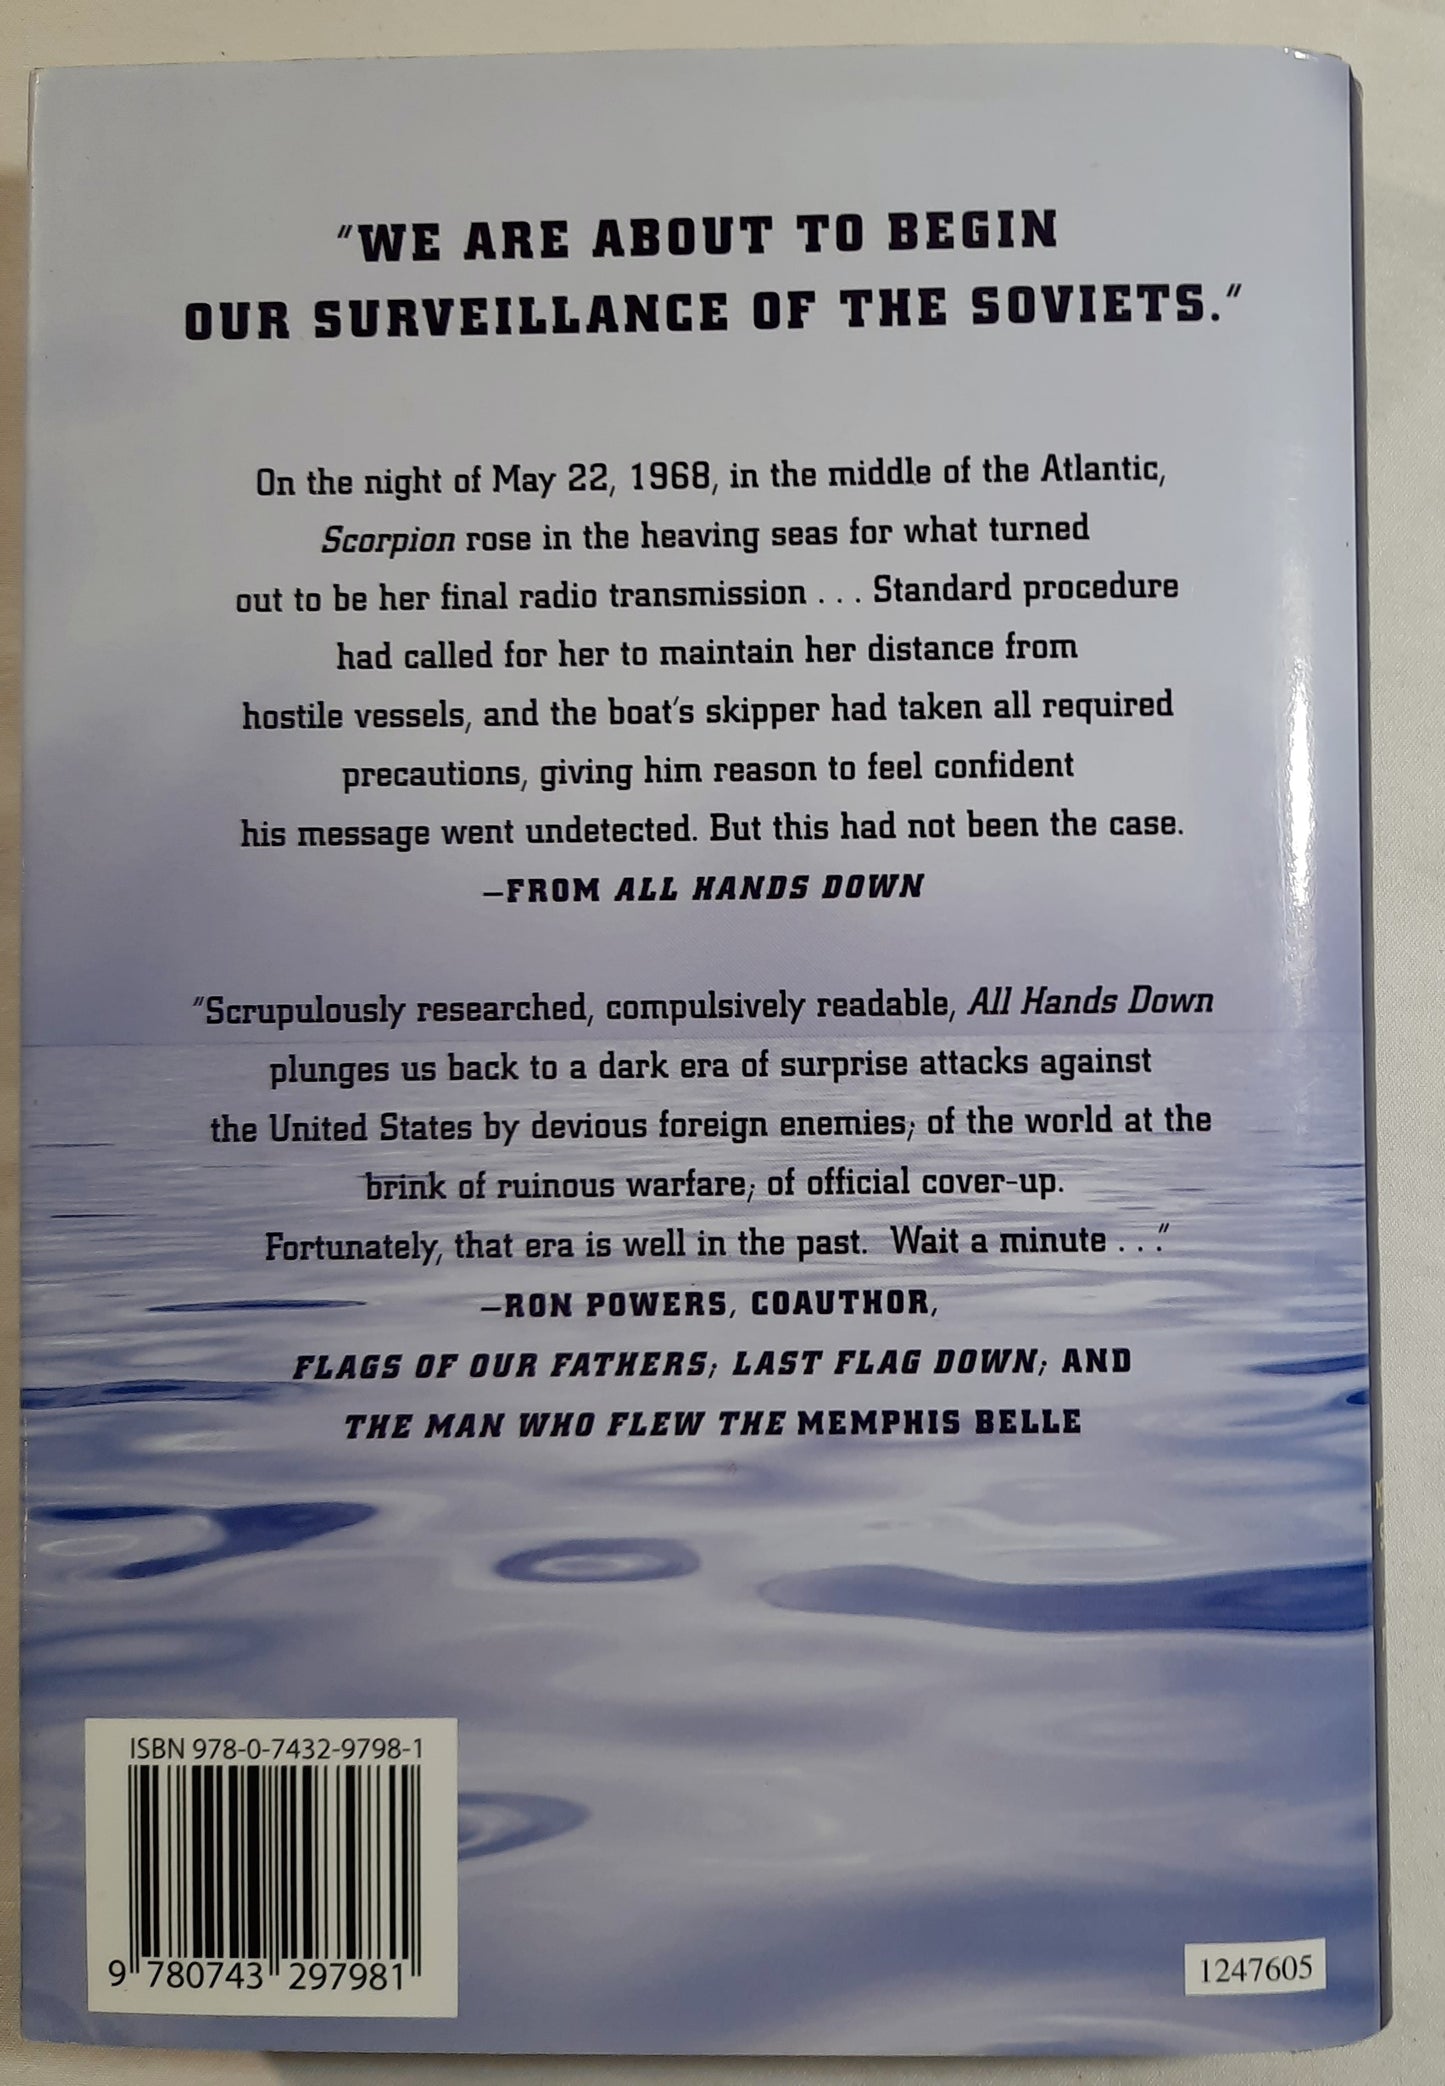 "WE ARE ABOUT TO BEGIN
OUR SURVEILLANCE OF THE SOVIETS."
On the night of May 22, 1968, in the middle of the Atlantic,
Scorpion rose in the heaving seas for what turned
out to be her final radio transmission . . . Standard procedure
had called for her to maintain her distance from
hostile vessels, and the boat's skipper had taken all required
precautions, giving him reason to feel confident
his message went undetected. But this had not been the case.
—FROM ALL HANDS DOWN
"Scrupulously researched, compulsively readable, All Hands Down
plunges us back to a dark era of surprise attacks against
the United States by devious foreign enemies; of the world at the
brink of ruinous warfare; of official cover-up.
Fortunately, that era is well in the past. Wait a minute . . ."
—RON POWERS, COAUTHOR,
FLAGS OF OUR FATHERS; LAST FLAG DOWN; AND
THE MAN WHO FLEW THE MEMPHIS BELLE
ISBN 978-0-7432-9798-1
9 780743 297981
1247605